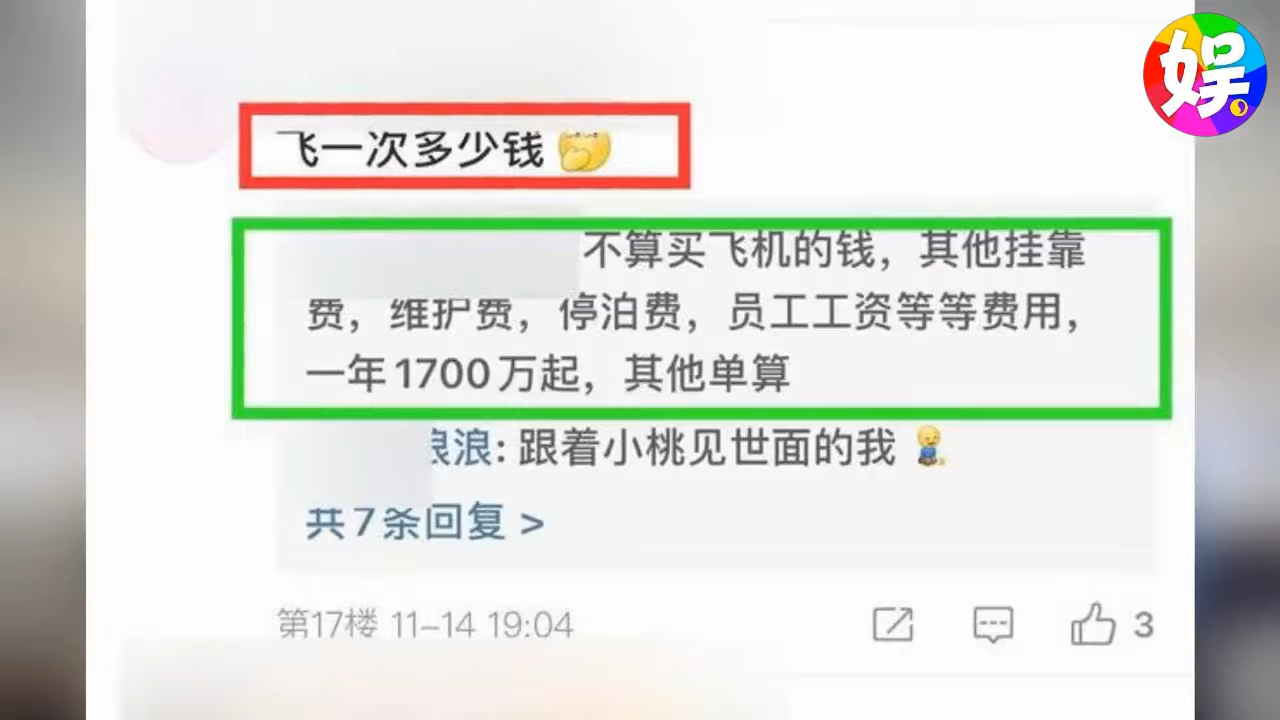 娱
飞一次多少钱
不算买飞机的钱，其他挂靠
费，维护费，停泊费，员工工资等等费用，
一年1700万起，其他单算
浪浪: 跟着小桃见世面的我
共7条回复 >
第17楼 11-14 19:04
3